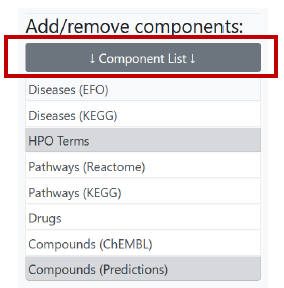 Add/remove components:
↓ Component List ↓
Diseases (EFO)
Diseases (KEGG)
HPO Terms
Pathways (Reactome)
Pathways (KEGG)
Drugs
Compounds (ChEMBL)
Compounds (Predictions)